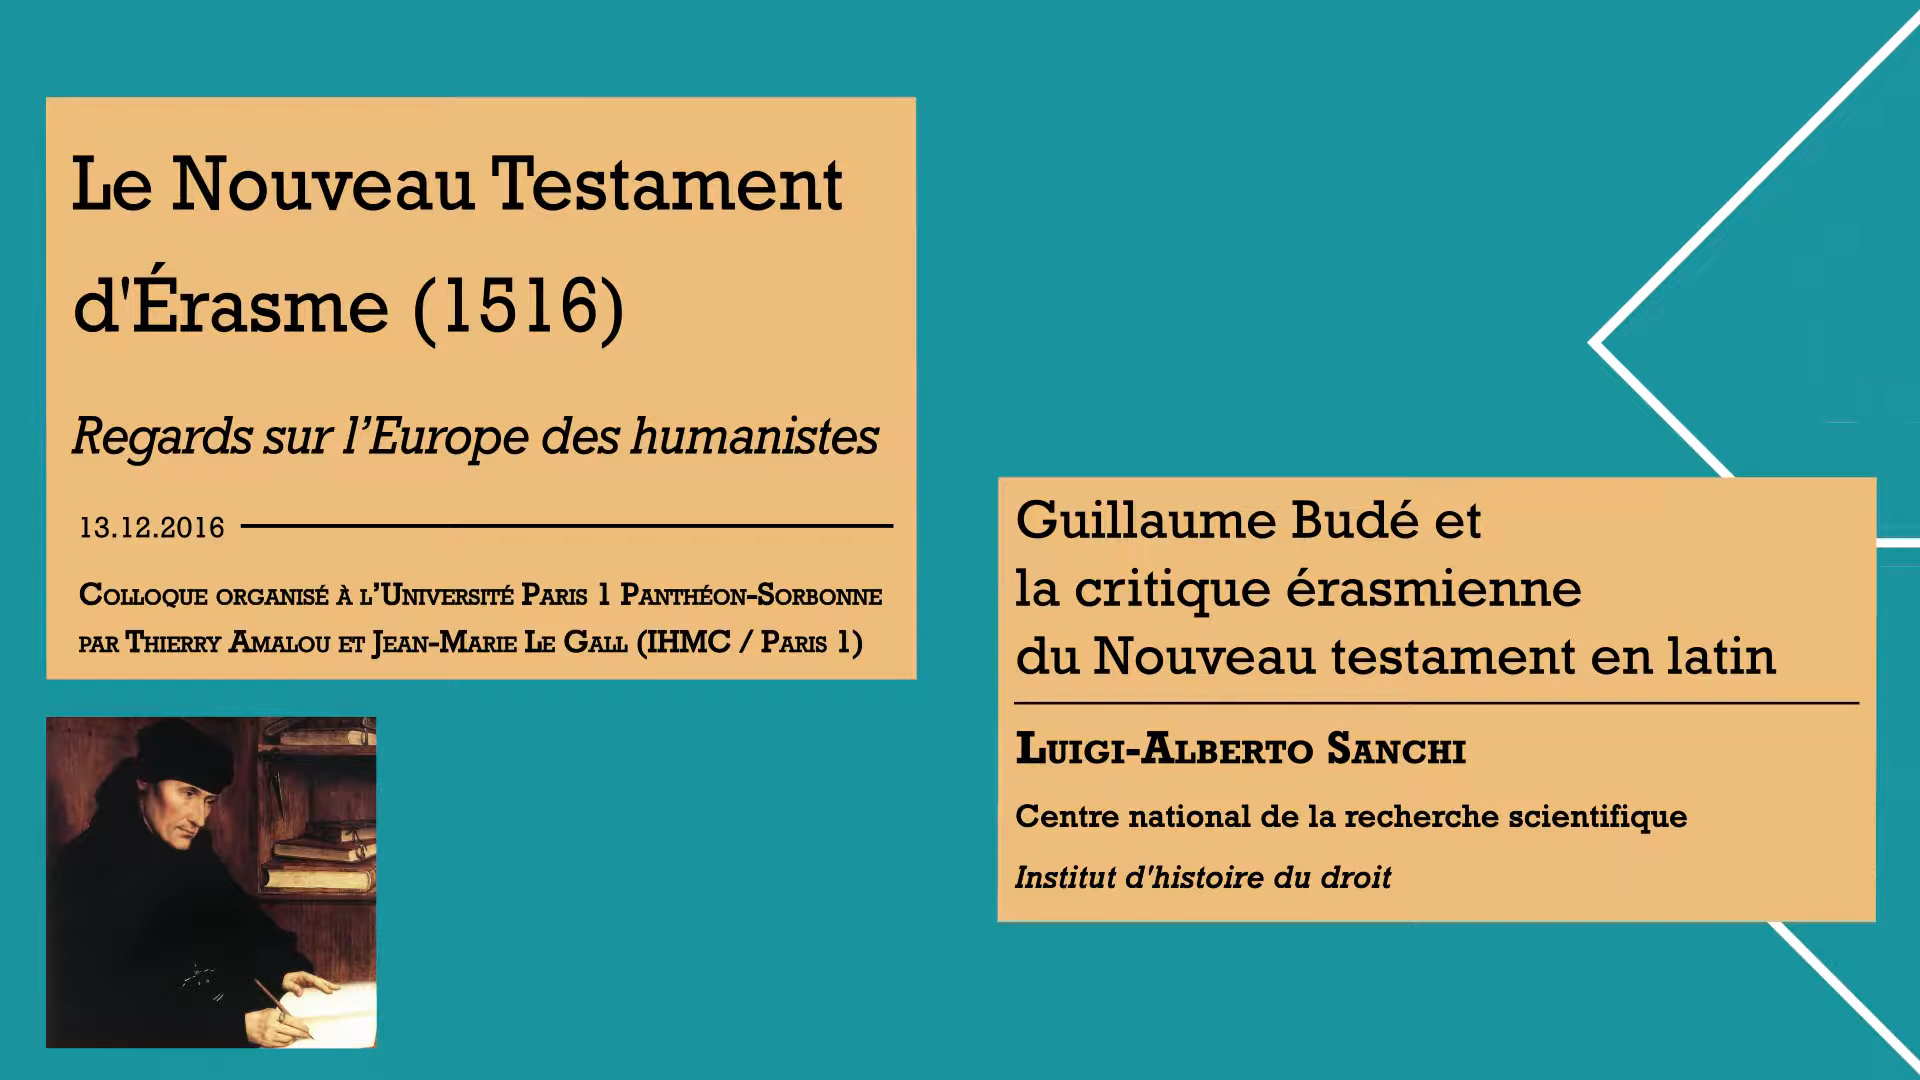 Le Nouveau Testament
d'Érasme (1516)
Regards sur l’Europe des humanistes
13.12.2016
Colloque organisé à l’Université Paris 1 Panthéon-Sorbonne
par Thierry Amalou et Jean-Marie Le Gall (IHMC / Paris 1)
Guillaume Budé et
la critique érasmienne
du Nouveau testament en latin
Luigi-Alberto Sanchi
Centre national de la recherche scientifique
Institut d'histoire du droit